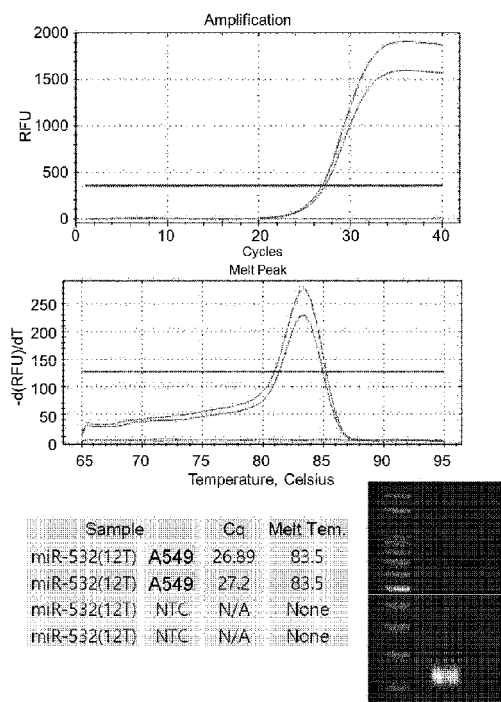 Amplification
2000
1500
1000
500
0
RFU
0 10 20 30 40
Cycles
Melt Peak
250
200
150
100
50
0
-d(RFU)/dT
65 70 75 80 85 90 95
Temperature, Celsius
Sample Cq Melt Tem.
miR-532(12T) A549 26.89 83.5
miR-532(12T) A549 27.2 83.5
miR-532(12T) NTC N/A None
miR-532(12T) NTC N/A None